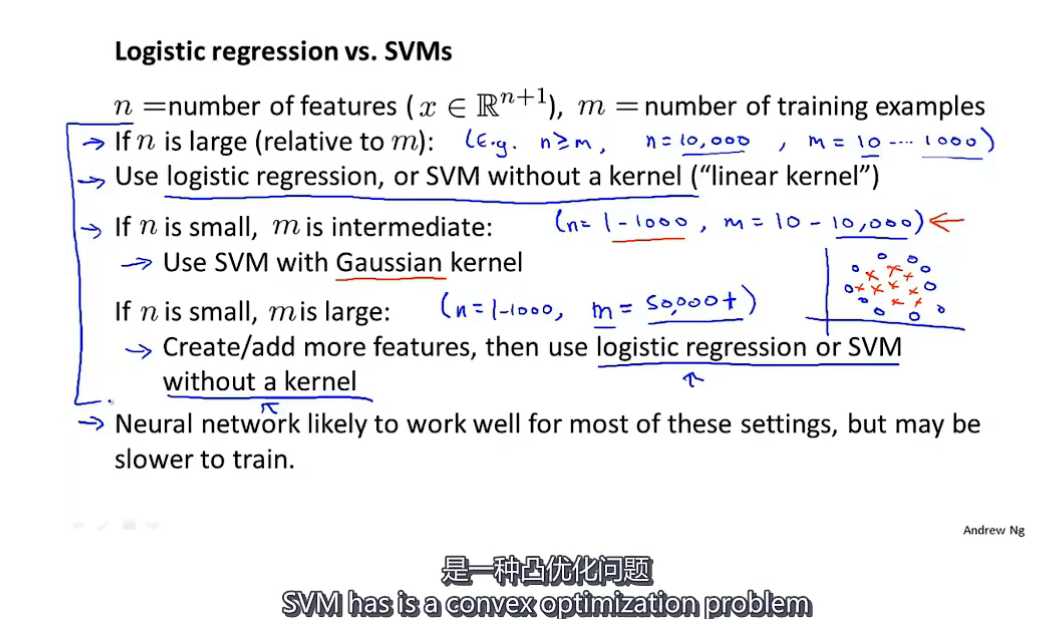 Logistic regression vs. SVMs
n =number of features (x ∈ ℝⁿ⁺¹), m = number of training examples
→ If n is large (relative to m): (E.g. n ≥ m, n = 10,000, m = 10 .... 1000)
→ Use logistic regression, or SVM without a kernel (“linear kernel”)
→ If n is small, m is intermediate: (n = 1 - 1000, m = 10 - 10,000) ←
→ Use SVM with Gaussian kernel
If n is small, m is large: (n = 1 - 1000, m = 50,000+)
→ Create/add more features, then use logistic regression or SVM
without a kernel
→ Neural network likely to work well for most of these settings, but may be
slower to train.
Andrew Ng
是一种凸优化问题
SVM has is a convex optimization problem